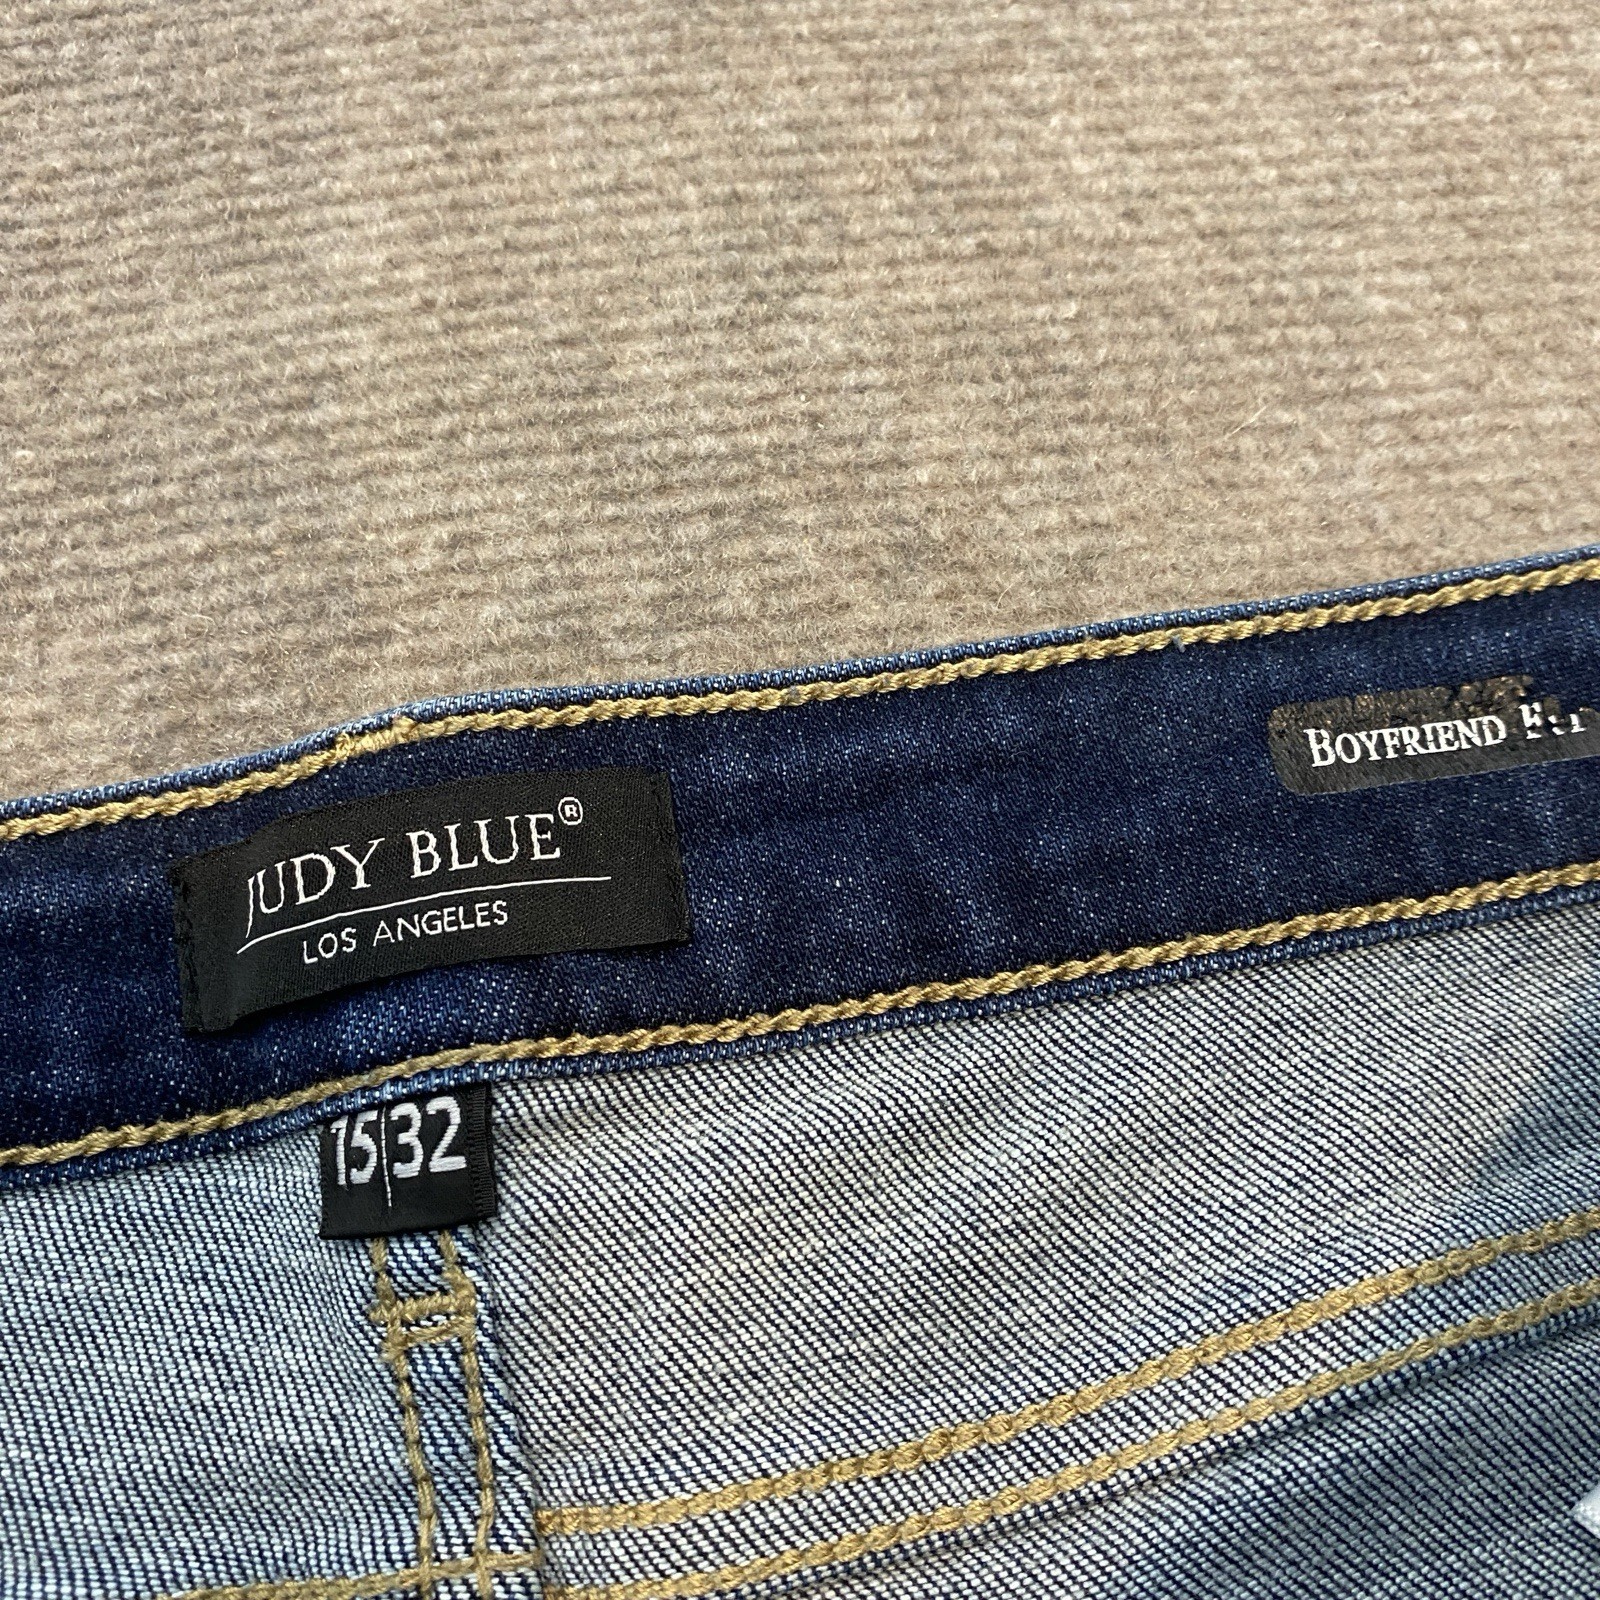 JUDY BLUE®
LOS ANGELES
15|32
BOYFRIEND